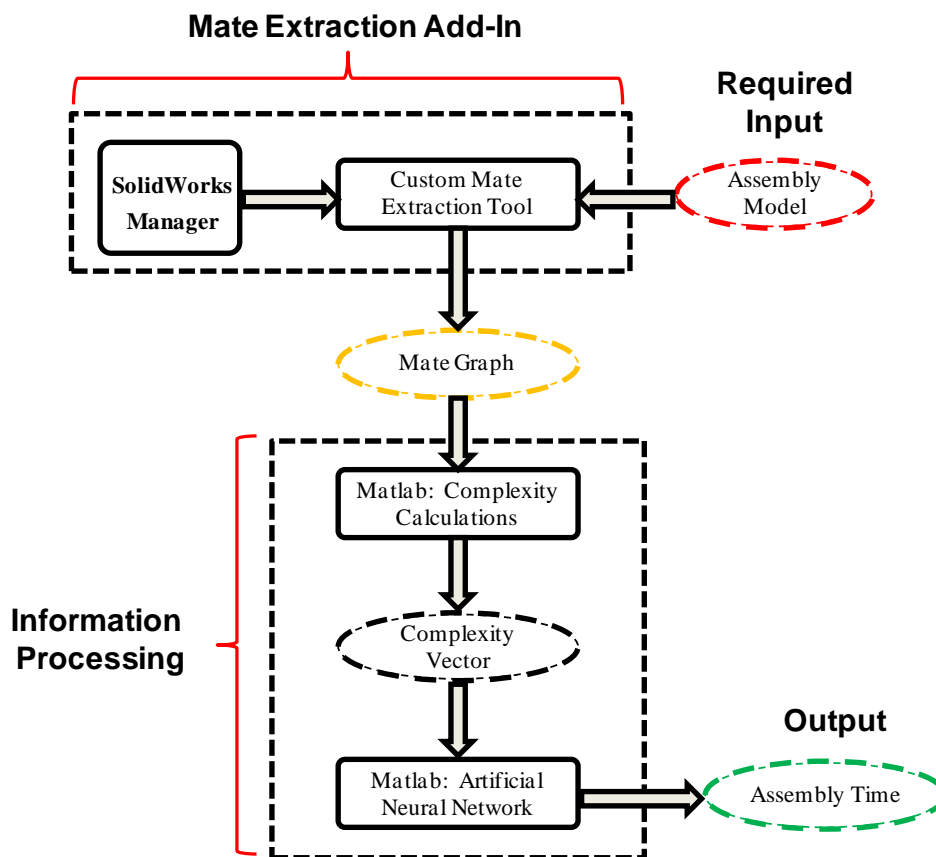 Mate Extraction Add-In
Required
Input
SolidWorks
Manager
Custom Mate
Extraction Tool
Assembly
Model
Mate Graph
Matlab: Complexity
Calculations
Information
Processing
Complexity
Vector
Output
Matlab: Artificial
Neural Network
Assembly Time